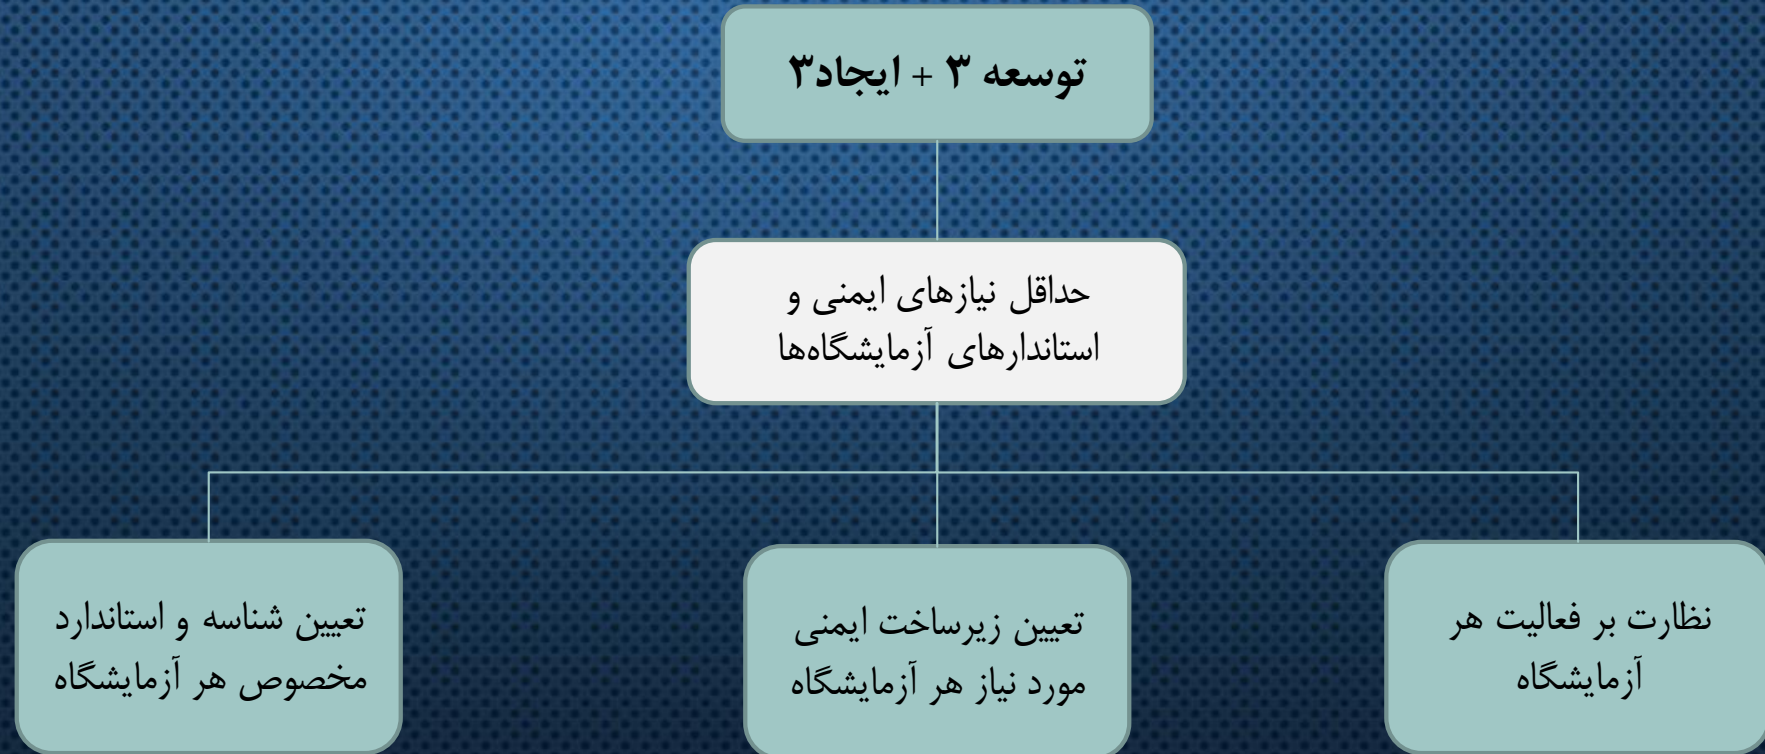 توسعه ۳ + ایجاد۳
حداقل نیازهای ایمنی و
استاندارهای آزمایشگاه‌ها
نظارت بر فعالیت هر
آزمایشگاه
تعیین زیرساخت ایمنی
مورد نیاز هر آزمایشگاه
تعیین شناسه و استاندارد
مخصوص هر آزمایشگاه